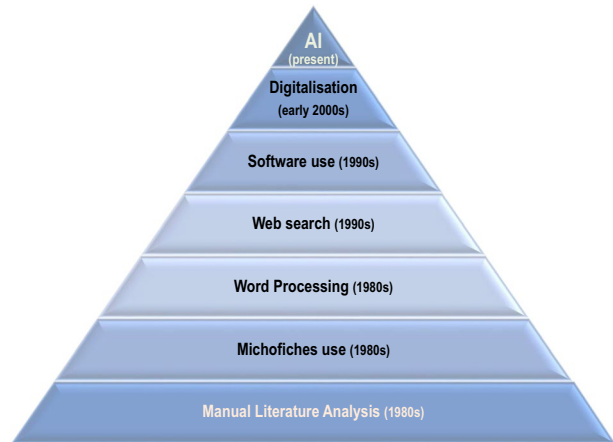 AI
(present)
Digitalisation
(early 2000s)
Software use (1990s)
Web search (1990s)
Word Processing (1980s)
Michofiches use (1980s)
Manual Literature Analysis (1980s)